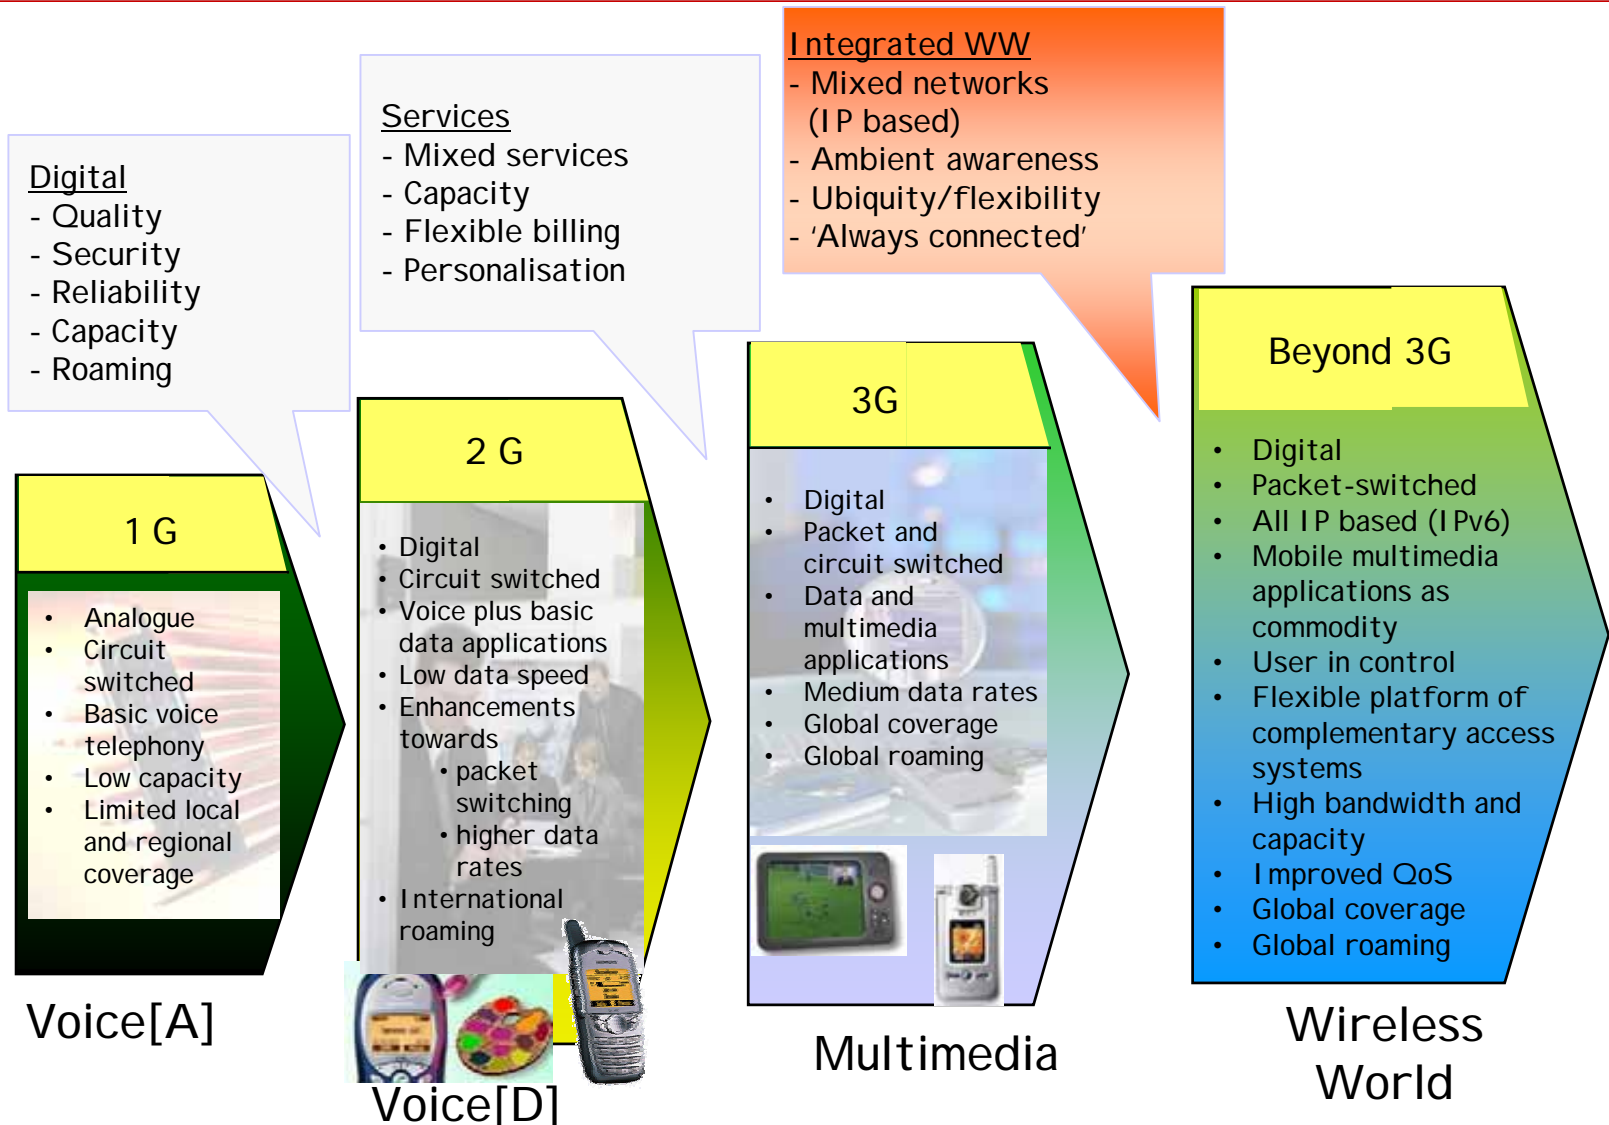 Digital
- Quality
- Security
- Reliability
- Capacity
- Roaming
Services
- Mixed services
- Capacity
- Flexible billing
- Personalisation
Integrated WW
- Mixed networks
(IP based)
- Ambient awareness
- Ubiquity/flexibility
- ‘Always connected’
1 G
• Analogue
• Circuit
switched
• Basic voice
telephony
• Low capacity
• Limited local
and regional
coverage
Voice[A]
2 G
• Digital
• Circuit switched
• Voice plus basic
data applications
• Low data speed
• Enhancements
towards
• packet
switching
• higher data
rates
• International
roaming
Voice[D]
3G
• Digital
• Packet and
circuit switched
• Data and
multimedia
applications
• Medium data rates
• Global coverage
• Global roaming
Multimedia
Beyond 3G
• Digital
• Packet-switched
• All IP based (IPv6)
• Mobile multimedia
applications as
commodity
• User in control
• Flexible platform of
complementary access
systems
• High bandwidth and
capacity
• Improved QoS
• Global coverage
• Global roaming
Wireless
World